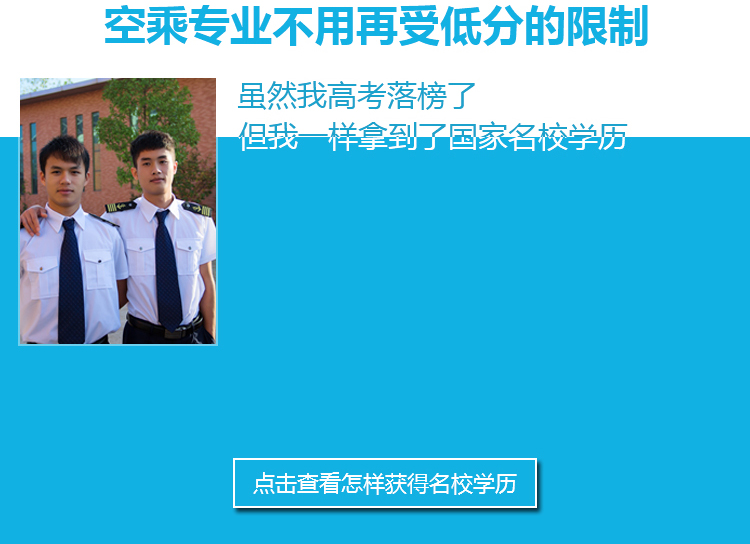 空乘专业不用再受低分的限制
虽然我高考落榜了
但我一样拿到了国家名校学历
点击查看怎样获得名校学历